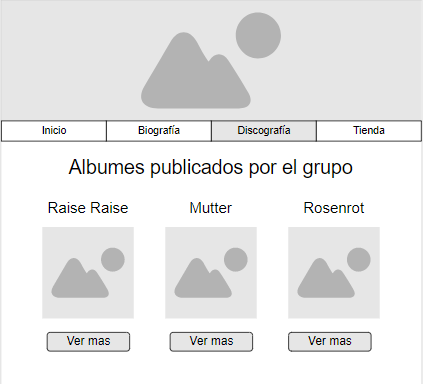 Inicio Biografía Discografía Tienda
Albumes publicados por el grupo
Raise Raise Mutter Rosenrot
Ver mas Ver mas Ver mas